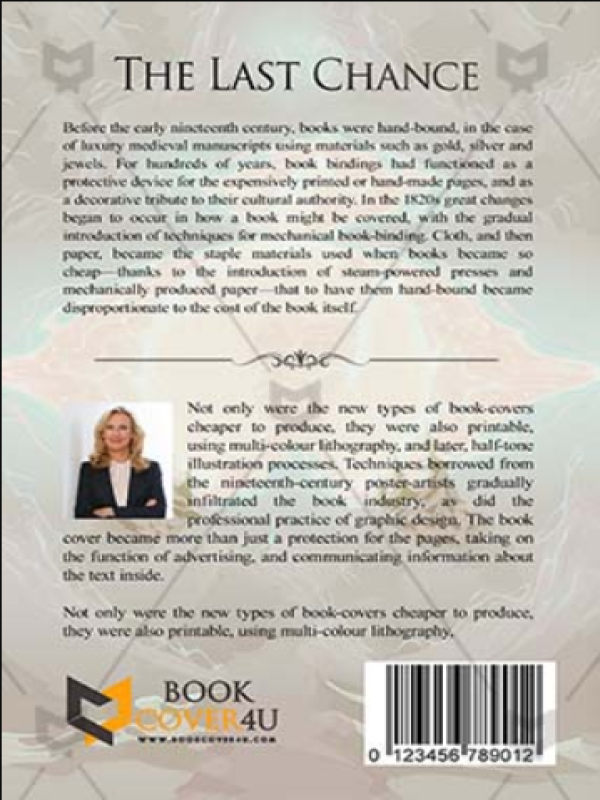 THE LAST CHANCE
Before the early nineteenth century, books were hand-bound, in the case
of luxury medieval manuscripts using materials such as gold, silver and
jewels. For hundreds of years, book bindings had functioned as a
protective device for the expensively printed or hand-made pages, and as
a decorative tribute to their cultural authority. In the 1820s great changes
began to occur in how a book might be covered, with the gradual
introduction of techniques for mechanical book-binding. Cloth, and then
paper, became the staple materials used when books became so
cheap—thanks to the introduction of steam-powered presses and
mechanically produced paper—that to have them hand-bound became
disproportionate to the cost of the book itself.
Not only were the new types of book-covers
cheaper to produce, they were also printable,
using multi-colour lithography, and later, half-tone
illustration processes. Techniques borrowed from
the nineteenth-century poster-artists gradually
infiltrated the book industry, as did the
professional practice of graphic design. The book
cover became more than just a protection for the pages, taking on
the function of advertising, and communicating information about
the text inside.
Not only were the new types of book-covers cheaper to produce,
they were also printable, using multi-colour lithography,
BOOK
COVER4U
WWW.BOOKCOVER4U.COM
0 123456 789012